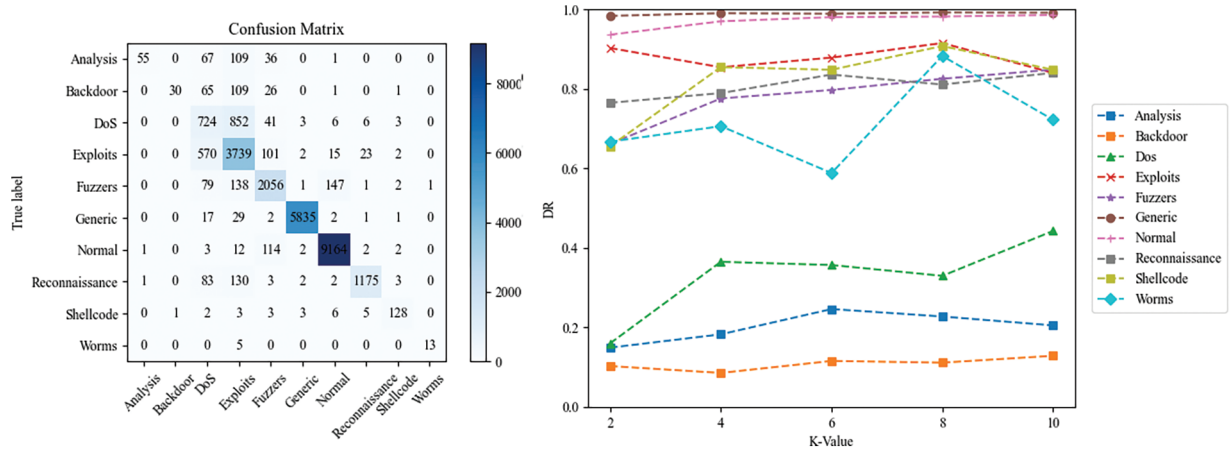 Confusion Matrix
True label
Analysis 55 0 67 109 36 0 1 0 0 0
Backdoor 0 30 65 109 26 0 1 0 1 0
DoS 0 0 724 852 41 3 6 6 3 0
Exploits 0 0 570 3739 101 2 15 23 2 0
Fuzzers 0 0 79 138 2056 1 147 1 2 1
Generic 0 0 17 29 2 5835 2 1 1 0
Normal 1 0 3 12 114 2 9164 2 2 0
Reconnaissance 1 0 83 130 3 2 2 1175 3 0
Shellcode 0 1 2 3 3 3 6 5 128 0
Worms 0 0 0 5 0 0 0 0 0 13
Analysis Backdoor DoS Exploits Fuzzers Generic Normal Reconnaissance Shellcode Worms
8000
6000
4000
2000
0
DR
1.0
0.8
0.6
0.4
0.2
0.0
2 4 6 8 10
K-Value
Analysis
Backdoor
Dos
Exploits
Fuzzers
Generic
Normal
Reconnaissance
Shellcode
Worms